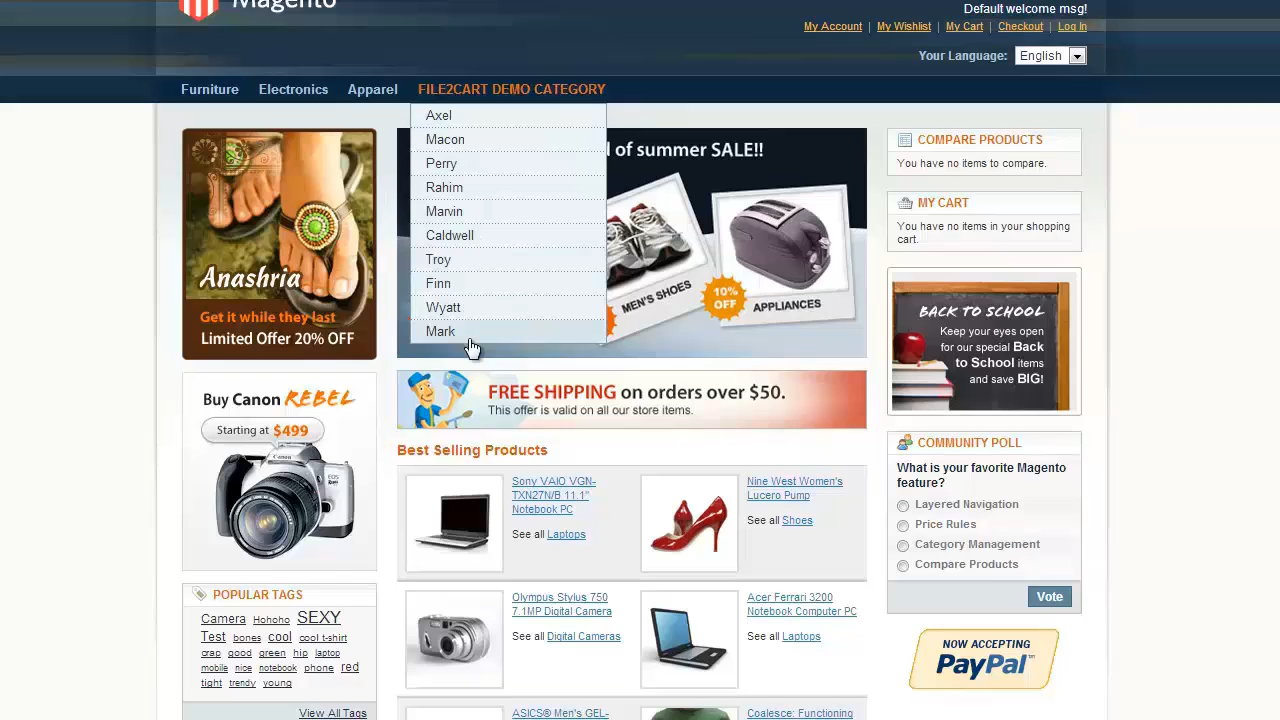 Magento
Default welcome msg!
My Account | My Wishlist | My Cart | Checkout | Log In
Your Language: English
Furniture Electronics Apparel FILE2CART DEMO CATEGORY
Axel
Macon
Perry
Rahim
Marvin
Caldwell
Troy
Finn
Wyatt
Mark
Anashria
Get it while they last
Limited Offer 20% OFF
of summer SALE!!
MEN'S SHOES
10%
OFF
APPLIANCES
COMPARE PRODUCTS
You have no items to compare.
MY CART
You have no items in your shopping
cart.
BACK TO SCHOOL
Keep your eyes open
for our special Back
to School items
and save BIG!
Buy Canon REBEL
Starting at $499
Canon
EOS
FREE SHIPPING on orders over $50.
This offer is valid on all our store items.
Best Selling Products
Sony VAIO VGN-
TXN27N/B 11.1"
Notebook PC
See all Laptops
Nine West Women's
Lucero Pump
See all Shoes
Olympus Stylus 750
7.1MP Digital Camera
See all Digital Cameras
Acer Ferrari 3200
Notebook Computer PC
See all Laptops
ASICS® Men's GEL-
Coalesce: Functioning
COMMUNITY POLL
What is your favorite Magento
feature?
Layered Navigation
Price Rules
Category Management
Compare Products
Vote
NOW ACCEPTING
PayPal
POPULAR TAGS
Camera Hohoho SEXY
Test bones cool cool t-shirt
crap good green hip laptop
mobile nice notebook phone red
tight trendy young
View All Tags